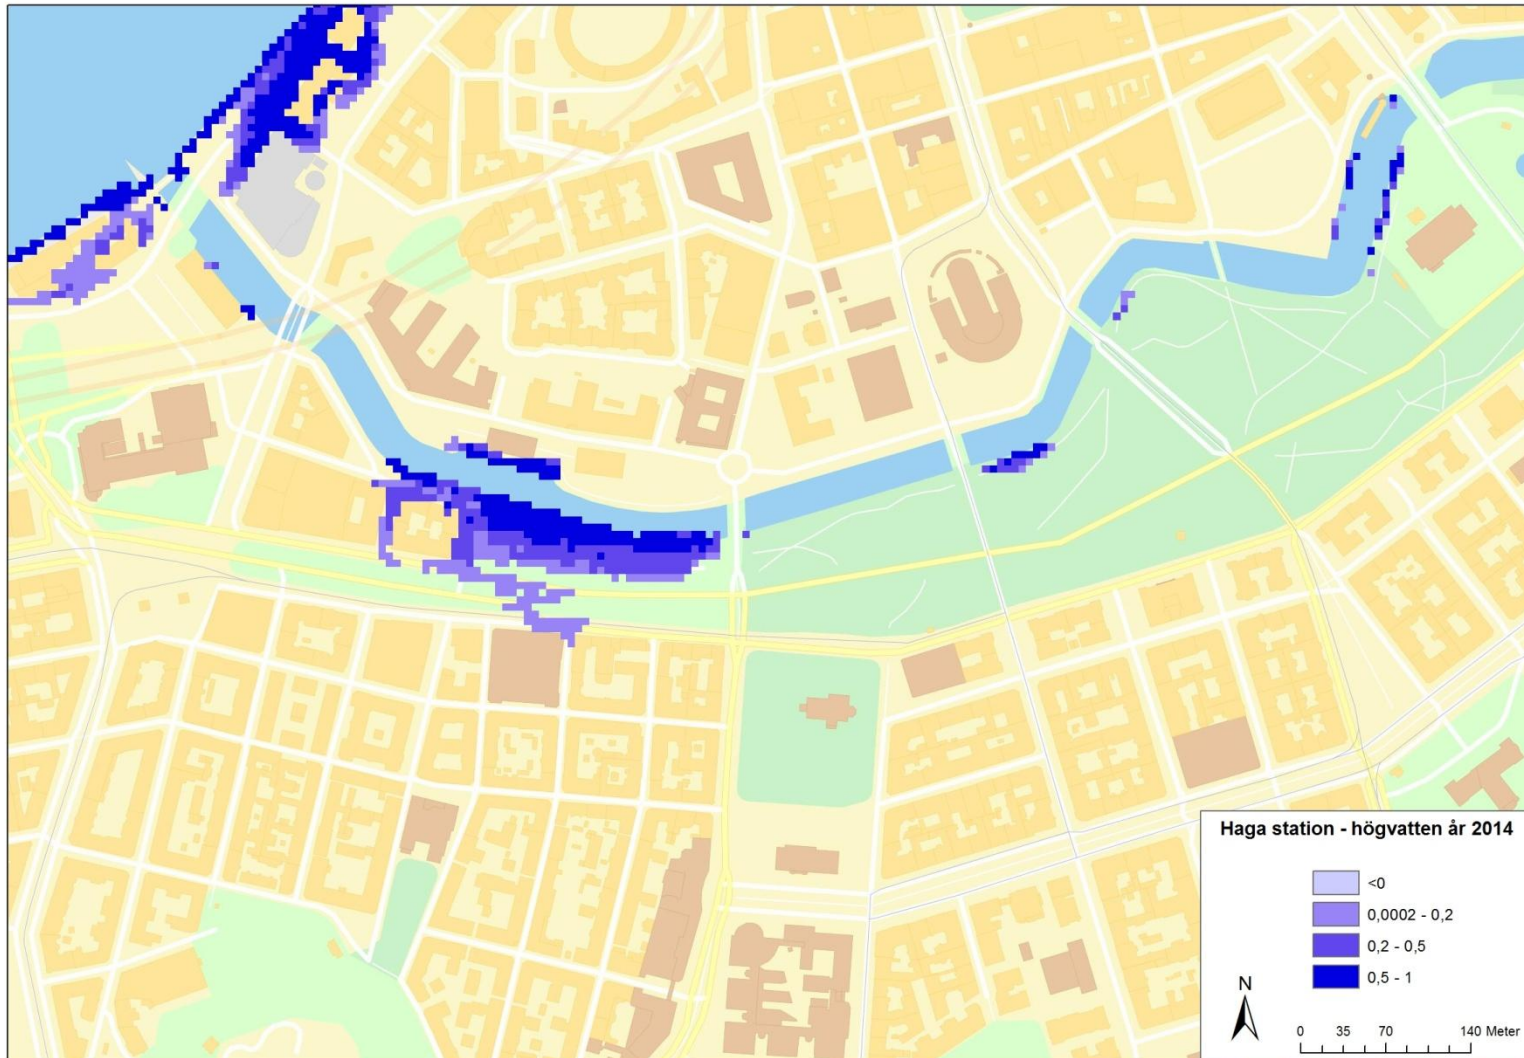 Haga station - högvatten år 2014
<0
0,0002 - 0,2
0,2 - 0,5
0,5 - 1
N
0 35 70 140 Meter